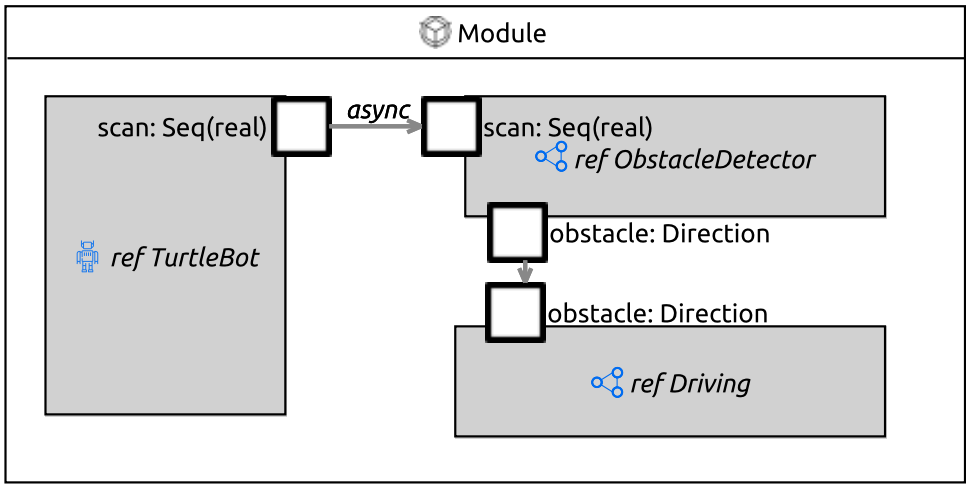 Module
scan: Seq(real)
async
scan: Seq(real)
ref ObstacleDetector
ref TurtleBot
obstacle: Direction
obstacle: Direction
ref Driving